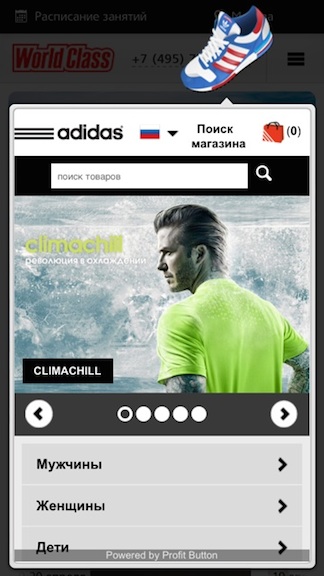 Расписание занятий
World Class
+7 (495) 7
adidas
Поиск
магазина
(0)
поиск товаров
climachill
революция в охлаждении
CLIMACHILL
Мужчины
Женщины
Дети
Powered by Profit Button